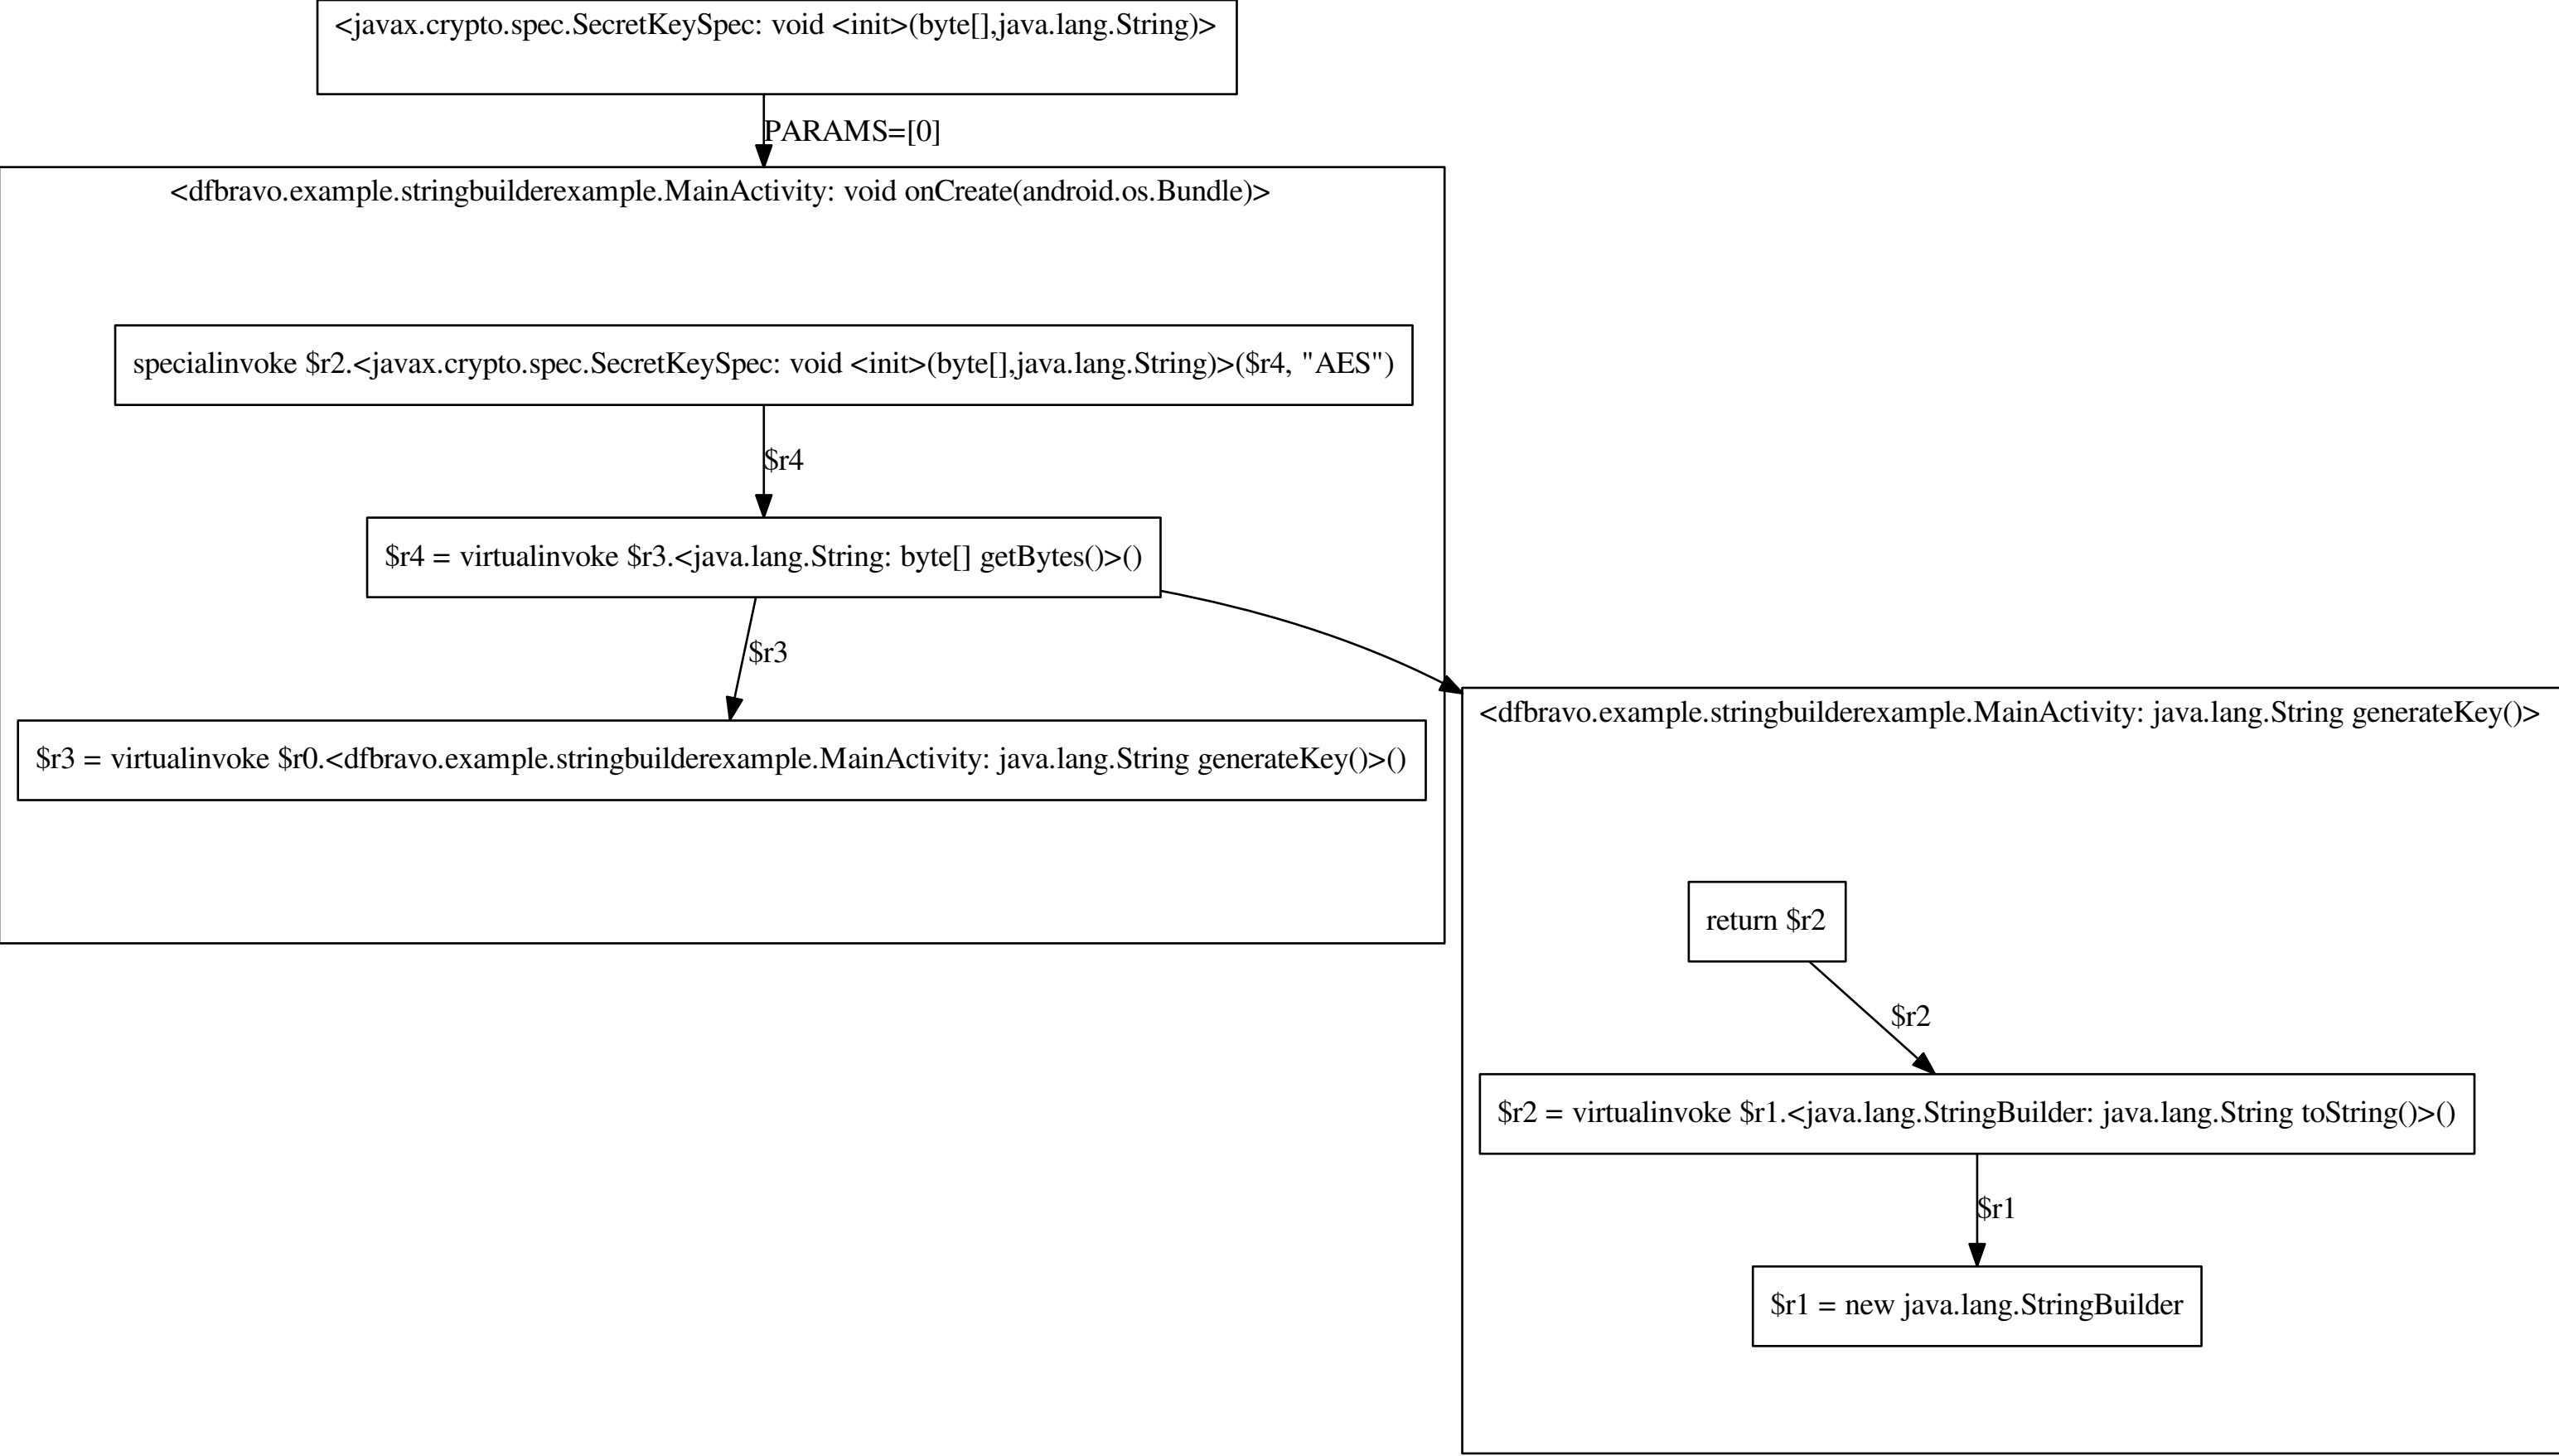 <javax.crypto.spec.SecretKeySpec: void <init>(byte[],java.lang.String)>
PARAMS=[0]
<dfbravo.example.stringbuilderexample.MainActivity: void onCreate(android.os.Bundle)>
specialinvoke $r2.<javax.crypto.spec.SecretKeySpec: void <init>(byte[],java.lang.String)>($r4, "AES")
$r4
$r4 = virtualinvoke $r3.<java.lang.String: byte[] getBytes()>()
$r3
$r3 = virtualinvoke $r0.<dfbravo.example.stringbuilderexample.MainActivity: java.lang.String generateKey()>()
<dfbravo.example.stringbuilderexample.MainActivity: java.lang.String generateKey()>
return $r2
$r2
$r2 = virtualinvoke $r1.<java.lang.StringBuilder: java.lang.String toString()>()
$r1
$r1 = new java.lang.StringBuilder